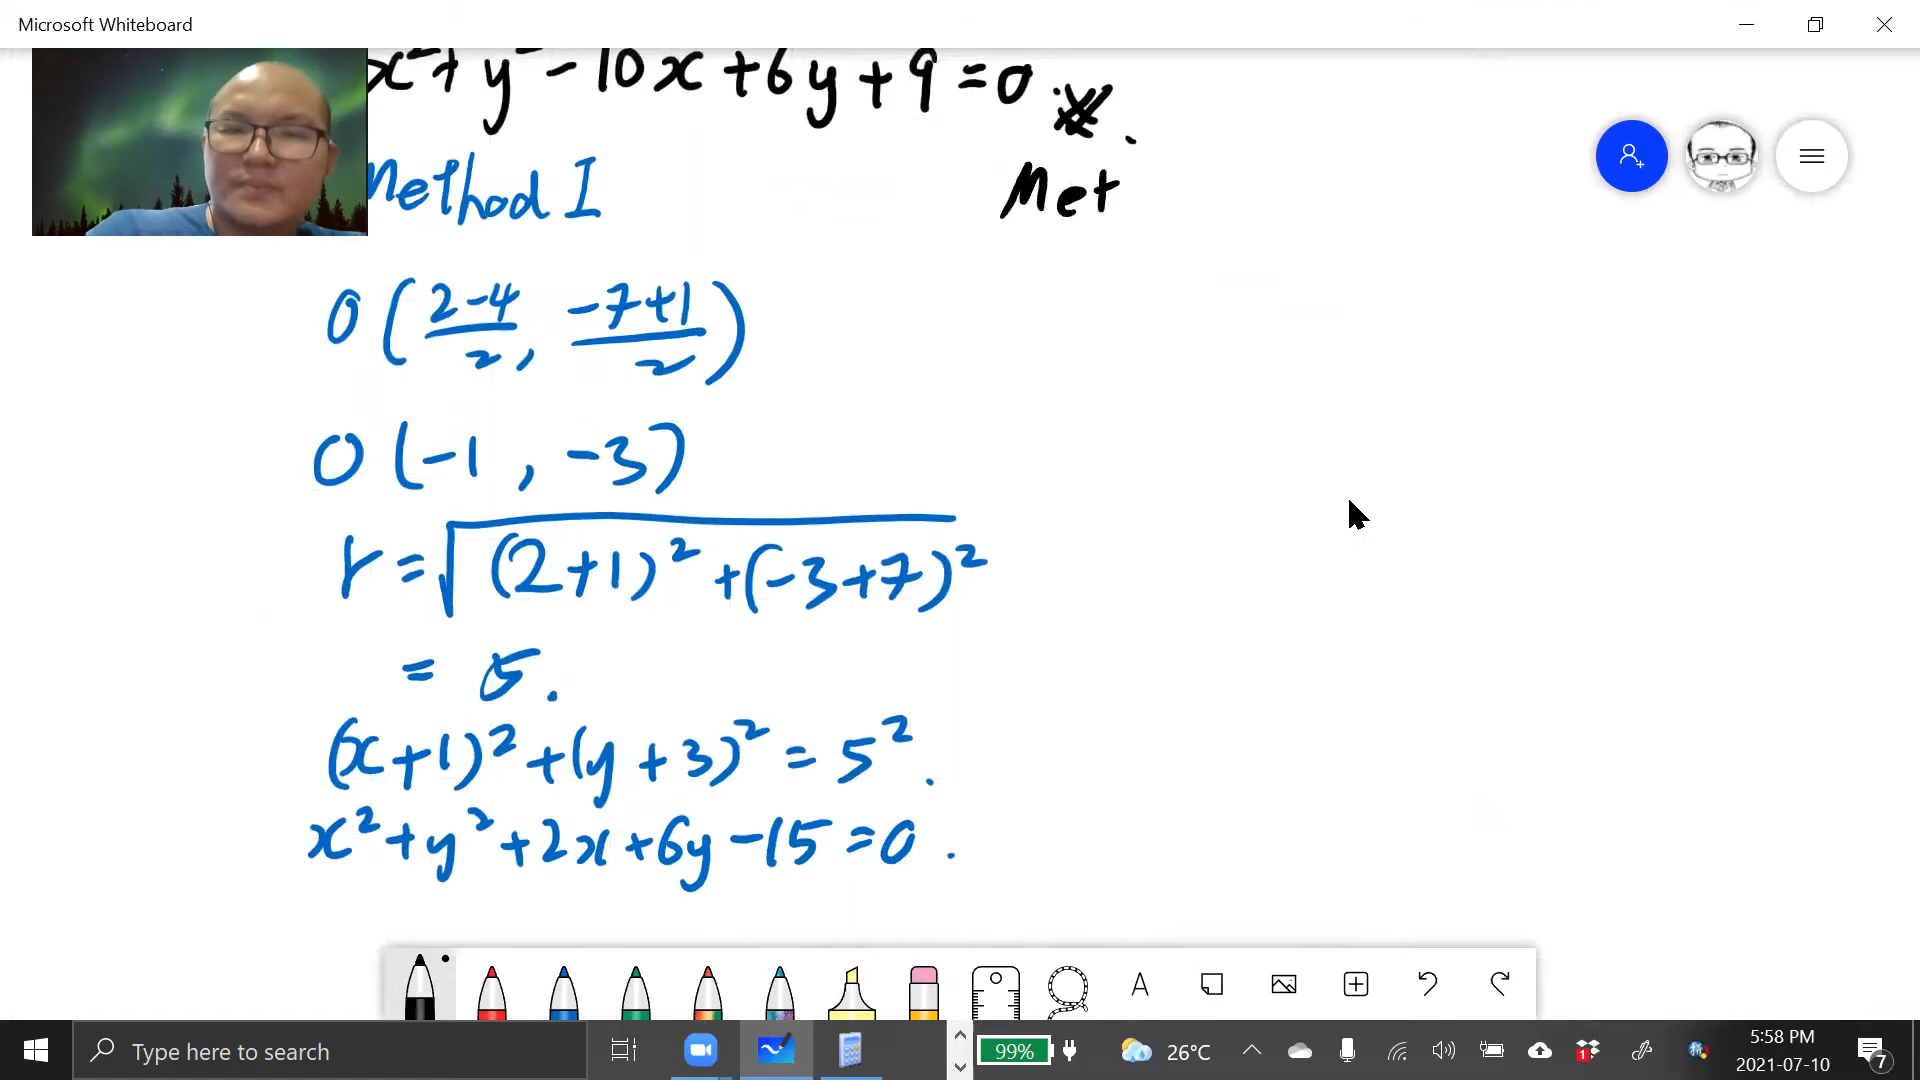 Microsoft Whiteboard
x²+y²-10x+6y+9=0
Method I
Met
O(2-4/2, -7+1/2)
O(-1, -3)
r=√(2+1)²+(-3+7)²
= 5.
(x+1)²+(y+3)²=5².
x²+y²+2x+6y-15=0.
A
Type here to search
99%
26°C
1
5:58 PM
2021-07-10
7